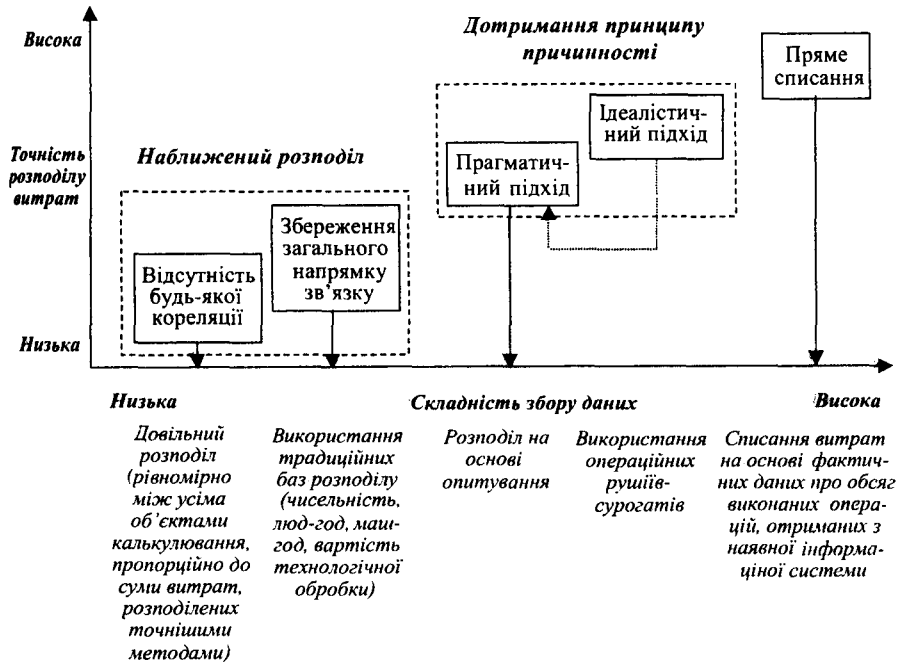 Висока
Точність
розподілу
витрат
Низька
Наближений розподіл
Відсутність
будь-якої
кореляції
Збереження
загального
напрямку
зв’язку
Дотримання принципу
причинності
Прагматич-
ний підхід
Ідеалістич-
ний підхід
Пряме
списання
Низька
Складність збору даних
Висока
Довільний
розподіл
(рівномірно
між усіма
об’єктами
калькулювання,
пропорційно до
суми витрат,
розподілених
точнішими
методами)
Використання
традиційних
баз розподілу
(чисельність,
люд-год, маш-
год, вартість
технологічної
обробки)
Розподіл на
основі
опитування
Використання
операційних
рушіїв-
сурогатів
Списання витрат
на основі фактич-
них даних про обсяг
виконаних опера-
цій, отриманих з
наявної інформа-
ціної системи